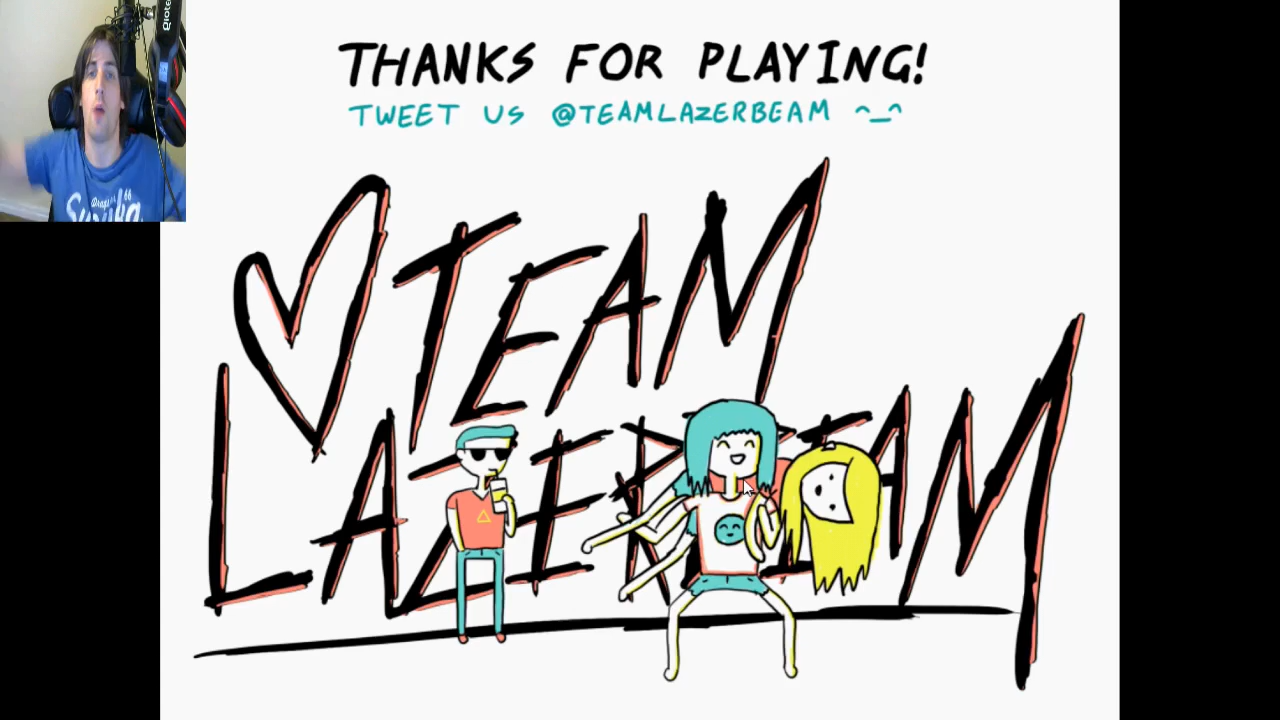 THANKS FOR PLAYING!
TWEET US @TEAMLAZERBEAM ^_^
TEAM
LAZERBEAM